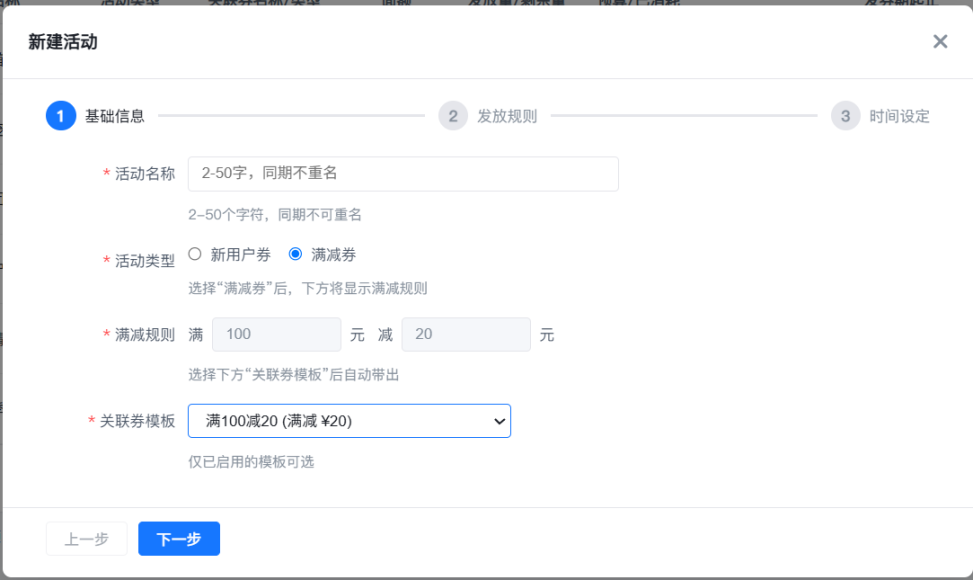 新建活动
1 基础信息 2 发放规则 3 时间设定
* 活动名称 2-50字，同期不重名
2–50个字符，同期不可重名
* 活动类型 新用户券 满减券
选择“满减券”后，下方将显示满减规则
* 满减规则 满 100 元 减 20 元
选择下方“关联券模板”后自动带出
* 关联券模板 满100减20 (满减 ¥20)
仅已启用的模板可选
上一步 下一步